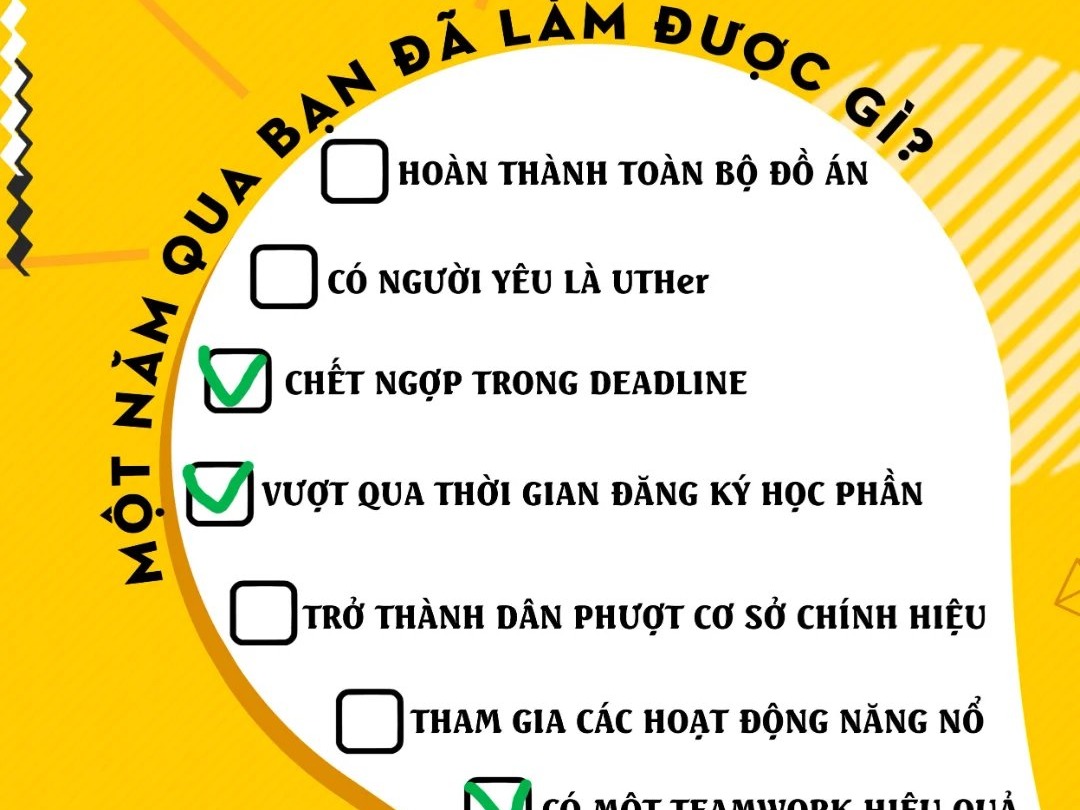 MỘT NĂM QUA BẠN ĐÃ LÀM ĐƯỢC GÌ?
HOÀN THÀNH TOÀN BỘ ĐỒ ÁN
CÓ NGƯỜI YÊU LÀ UTHer
CHẾT NGỢP TRONG DEADLINE
VƯỢT QUA THỜI GIAN ĐĂNG KÝ HỌC PHẦN
TRỞ THÀNH DÂN PHƯỢT CƠ SỞ CHÍNH HIỆU
THAM GIA CÁC HOẠT ĐỘNG NĂNG NỔ
CÓ MỘT TEAMWORK HIỆU QUẢ